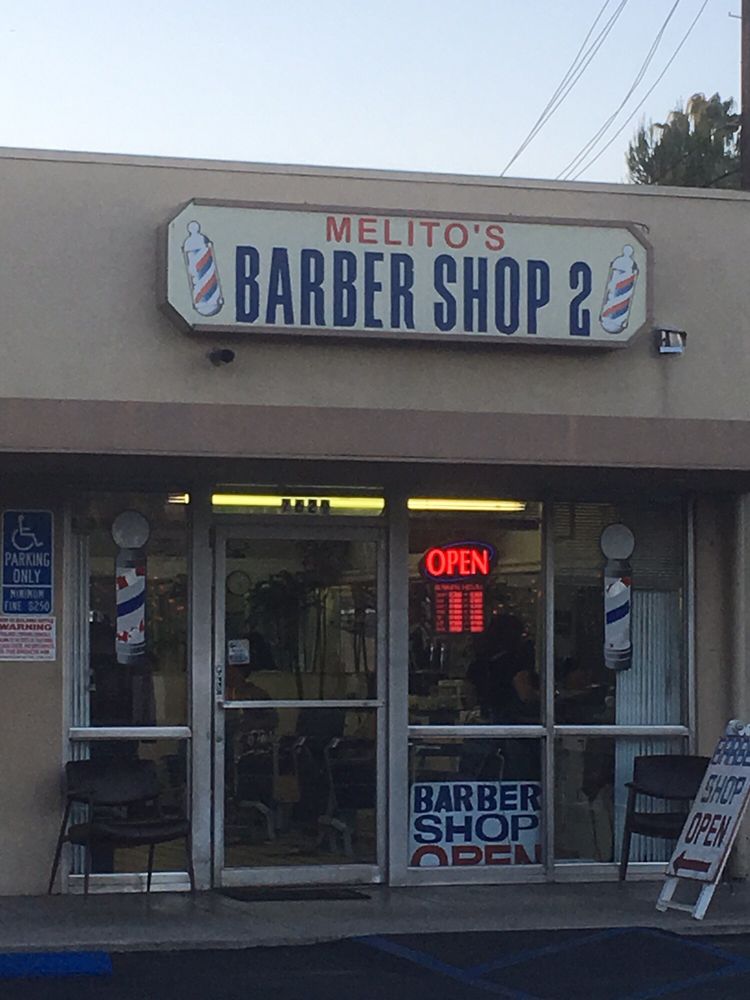 MELITO'S
BARBER SHOP 2
PARKING
ONLY
MINIMUM
FINE $250
WARNING
OPEN
BARBER
SHOP
OPEN
SHOP
OPEN